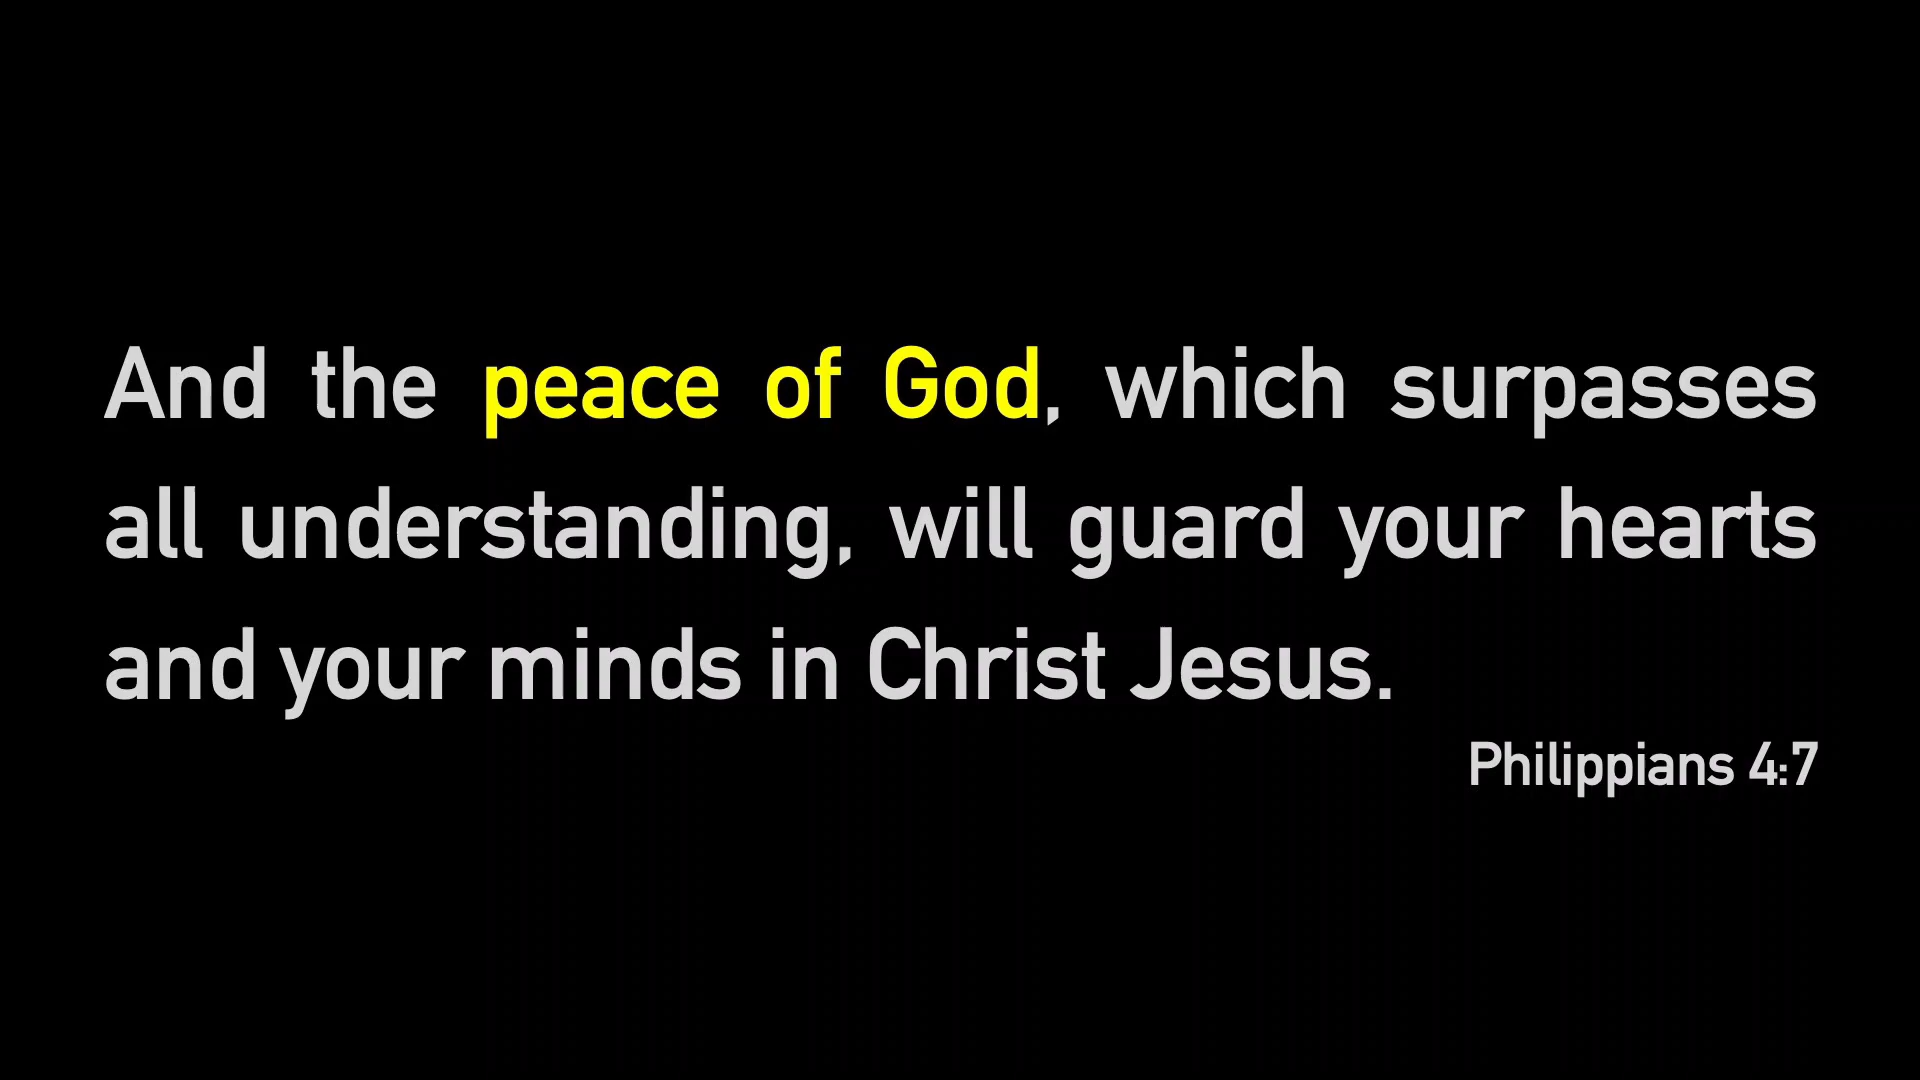 And the peace of God, which surpasses
all understanding, will guard your hearts
and your minds in Christ Jesus.
Philippians 4:7